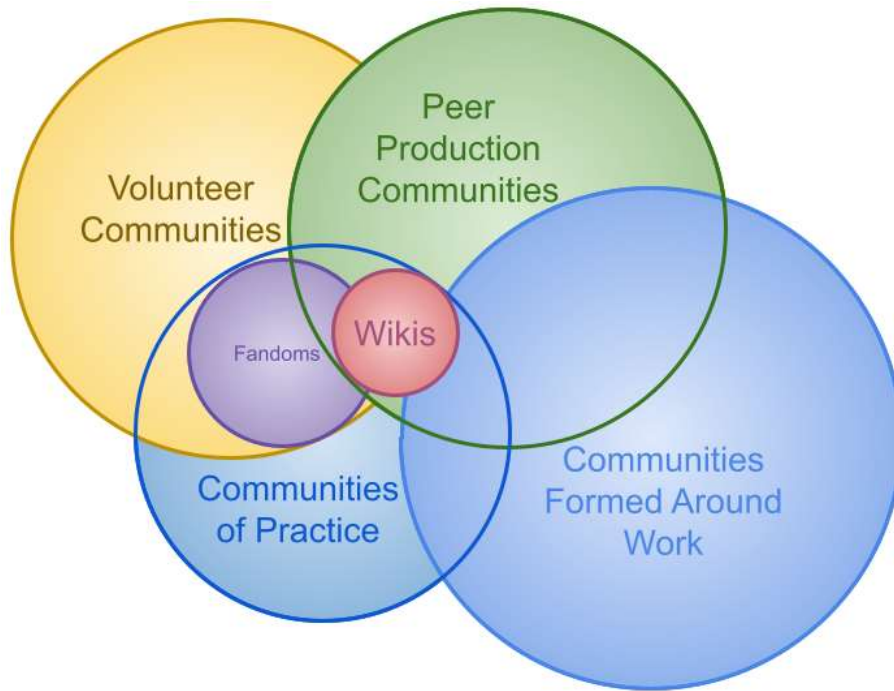 Peer
Production
Communities
Volunteer
Communities
Wikis
Fandoms
Communities
of Practice
Communities
Formed Around
Work